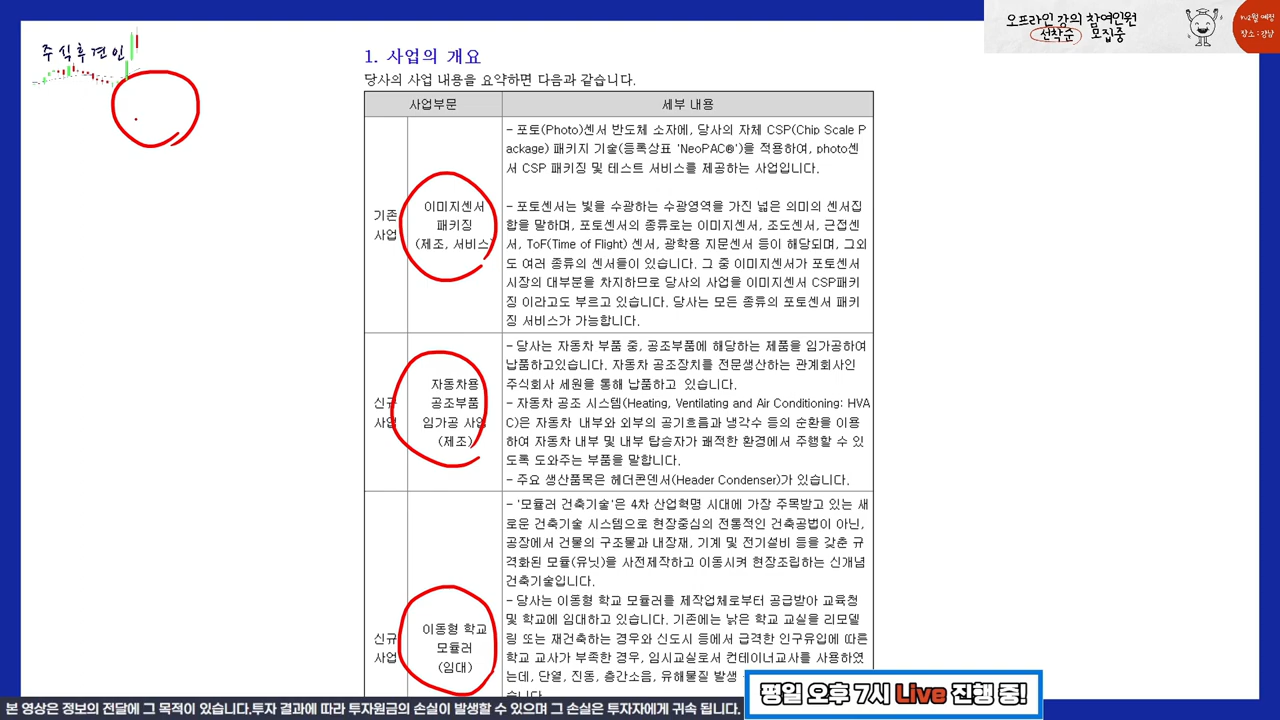 주식후견인
오프라인 강의 참여인원
선착순 모집중
11/12월 예정
장소 : 강남
1. 사업의 개요
당사의 사업 내용을 요약하면 다음과 같습니다.
사업부문
세부 내용
기존
사업
이미지센서
패키징
(제조, 서비스)
- 포토(Photo)센서 반도체 소자에, 당사의 자체 CSP(Chip Scale P
ackage) 패키지 기술(등록상표 'NeoPAC®')을 적용하여, photo센
서 CSP 패키징 및 테스트 서비스를 제공하는 사업입니다.
- 포토센서는 빛을 수광하는 수광영역을 가진 넓은 의미의 센서집
합을 말하며, 포토센서의 종류로는 이미지센서, 조도센서, 근접센
서, ToF(Time of Flight) 센서, 광학용 지문센서 등이 해당되며, 그외
도 여러 종류의 센서들이 있습니다. 그 중 이미지센서가 포토센서
시장의 대부분을 차지하므로 당사의 사업을 이미지센서 CSP패키
징 이라고도 부르고 있습니다. 당사는 모든 종류의 포토센서 패키
징 서비스가 가능합니다.
신규
사업
자동차용
공조부품
임가공 사업
(제조)
- 당사는 자동차 부품 중, 공조부품에 해당하는 제품을 임가공하여
납품하고있습니다. 자동차 공조장치를 전문생산하는 관계회사인
주식회사 세원을 통해 납품하고 있습니다.
- 자동차 공조 시스템(Heating, Ventilating and Air Conditioning: HVA
C)은 자동차 내부와 외부의 공기흐름과 냉각수 등의 순환을 이용
하여 자동차 내부 및 내부 탑승자가 쾌적한 환경에서 주행할 수 있
도록 도와주는 부품을 말합니다.
- 주요 생산품목은 헤더콘덴서(Header Condenser)가 있습니다.
신규
사업
이동형 학교
모듈러
(임대)
- '모듈러 건축기술'은 4차 산업혁명 시대에 가장 주목받고 있는 새
로운 건축기술 시스템으로 현장중심의 전통적인 건축공법이 아닌,
공장에서 건물의 구조물과 내장재, 기계 및 전기설비 등을 갖춘 규
격화된 모듈(유닛)을 사전제작하고 이동시켜 현장조립하는 신개념
건축기술입니다.
- 당사는 이동형 학교 모듈러를 제작업체로부터 공급받아 교육청
및 학교에 임대하고 있습니다. 기존에는 낡은 학교 교실을 리모델
링 또는 재건축하는 경우와 신도시 등에서 급격한 인구유입에 따른
학교 교사가 부족한 경우, 임시교실로서 컨테이너교사를 사용하였
는데, 단열, 진동, 층간소음, 유해물질 발생
습니다.
평일 오후 7시 Live 진행 중!
본 영상은 정보의 전달에 그 목적이 있습니다.투자 결과에 따라 투자원금의 손실이 발생할 수 있으며 그 손실은 투자자에게 귀속 됩니다.